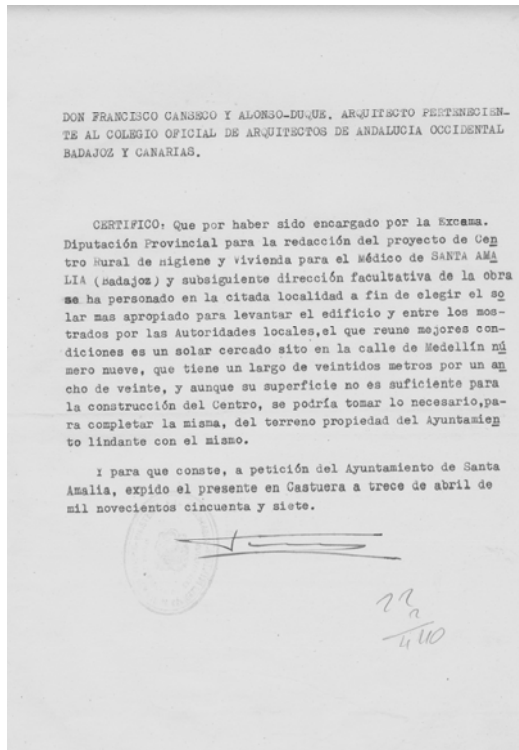 DON FRANCISCO CANSECO Y ALONSO-DUQUE. ARQUITECTO PERTENECIEN-
TE AL COLEGIO OFICIAL DE ARQUITECTOS DE ANDALUCIA OCCIDENTAL
BADAJOZ Y CANARIAS.
CERTIFICO: Que por haber sido encargado por la Excma.
Diputación Provincial para la redacción del proyecto de Cen
tro Rural de Higiene y Vivienda para el Médico de SANTA AMA
LIA (Badajoz) y subsiguiente dirección facultativa de la obra
se ha personado en la citada localidad a fin de elegir el so
lar mas apropiado para levantar el edificio y entre los mos-
trados por las Autoridades locales,el que reune mejores con-
diciones es un solar cercado sito en la calle de Medellín nú
mero nueve, que tiene un largo de veintidos metros por un an
cho de veinte, y aunque su superficie no es suficiente para
la construcción del Centro, se podría tomar lo necesario,pa-
ra completar la misma, del terreno propiedad del Ayuntamien
to lindante con el mismo.
Y para que conste, a petición del Ayuntamiento de Santa
Amalia, expido el presente en Castuera a trece de abril de
mil novecientos cincuenta y siete.
22
2
440